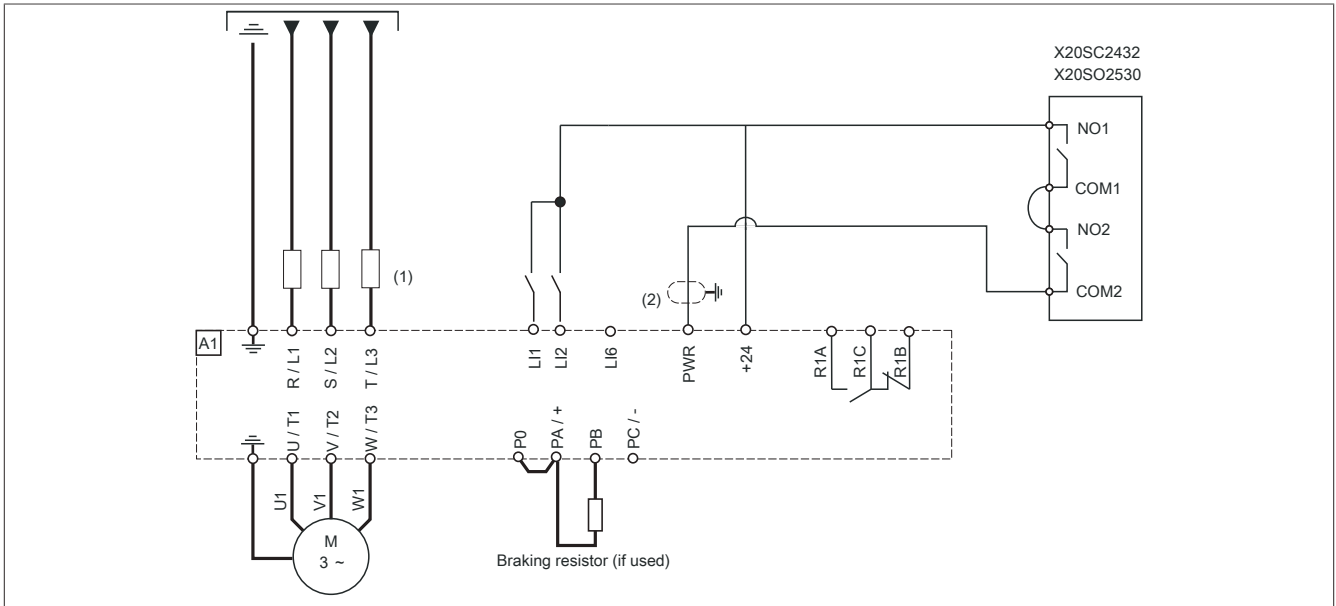 X20SC2432
X20SO2530
NO1
COM1
NO2
COM2
(1)
(2)
A1
R / L1
S / L2
T / L3
LI1
LI2
LI6
PWR
+24
R1A
R1C
R1B
U / T1
V / T2
W / T3
P0
PA / +
PB
PC / -
U1
V1
W1
M
3 ~
Braking resistor (if used)